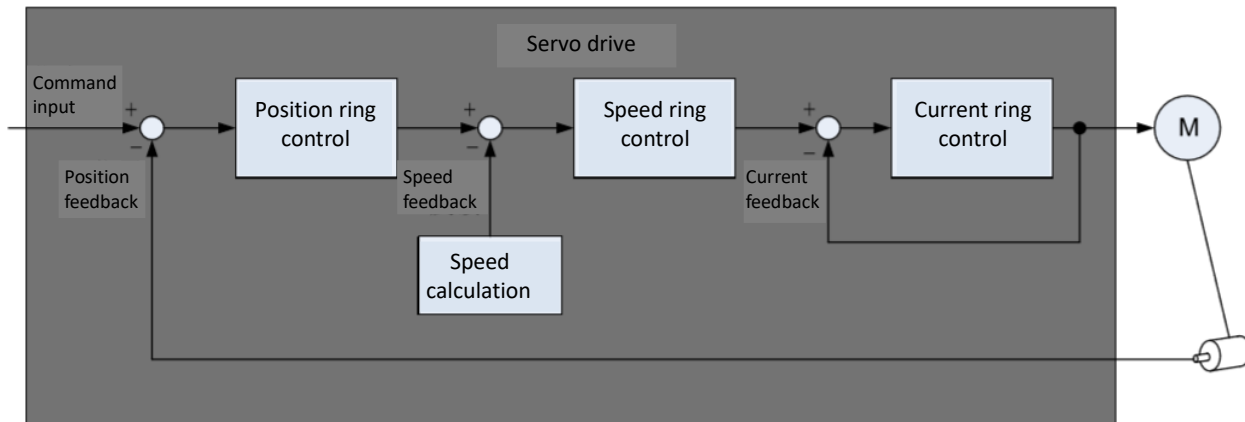 Servo drive
Command
input
+
−
Position ring
control
+
−
Speed ring
control
+
−
Current ring
control
M
Position
feedback
Speed
feedback
Current
feedback
Speed
calculation